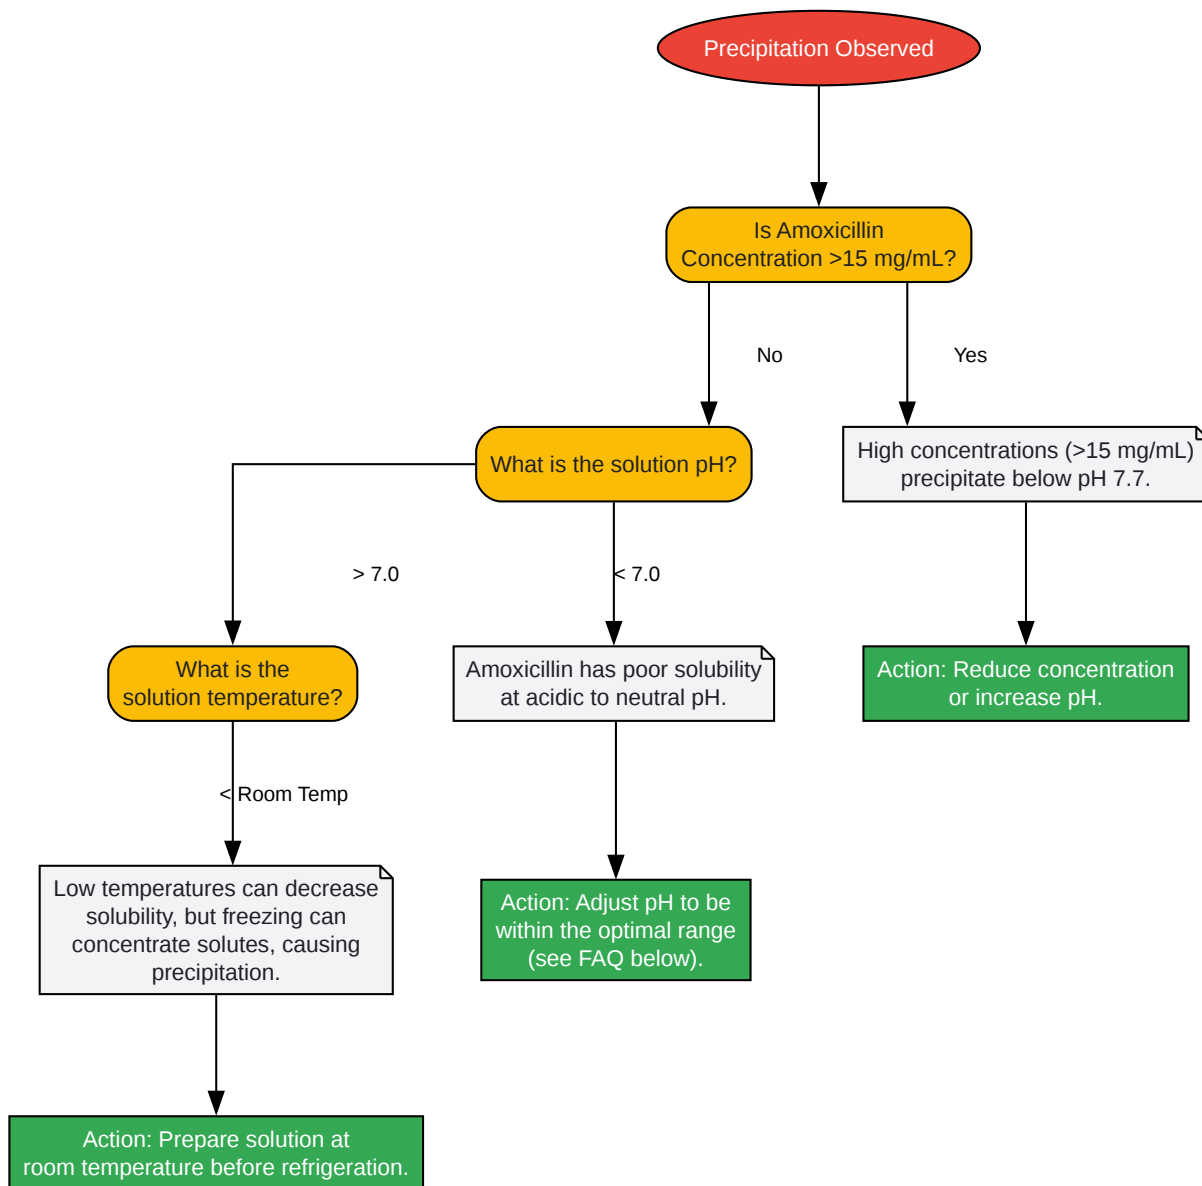 Precipitation Observed
Is Amoxicillin
Concentration >15 mg/mL?
No
Yes
What is the solution pH?
High concentrations (>15 mg/mL)
precipitate below pH 7.7.
> 7.0
< 7.0
What is the
solution temperature?
Amoxicillin has poor solubility
at acidic to neutral pH.
Action: Reduce concentration
or increase pH.
< Room Temp
Low temperatures can decrease
solubility, but freezing can
concentrate solutes, causing
precipitation.
Action: Adjust pH to be
within the optimal range
(see FAQ below).
Action: Prepare solution at
room temperature before refrigeration.